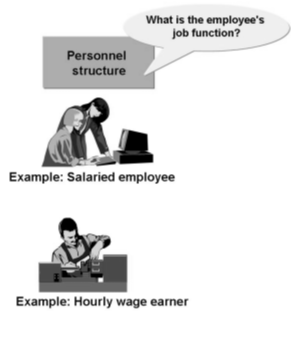 What is the employee's
job function?
Personnel
structure
Example: Salaried employee
Example: Hourly wage earner